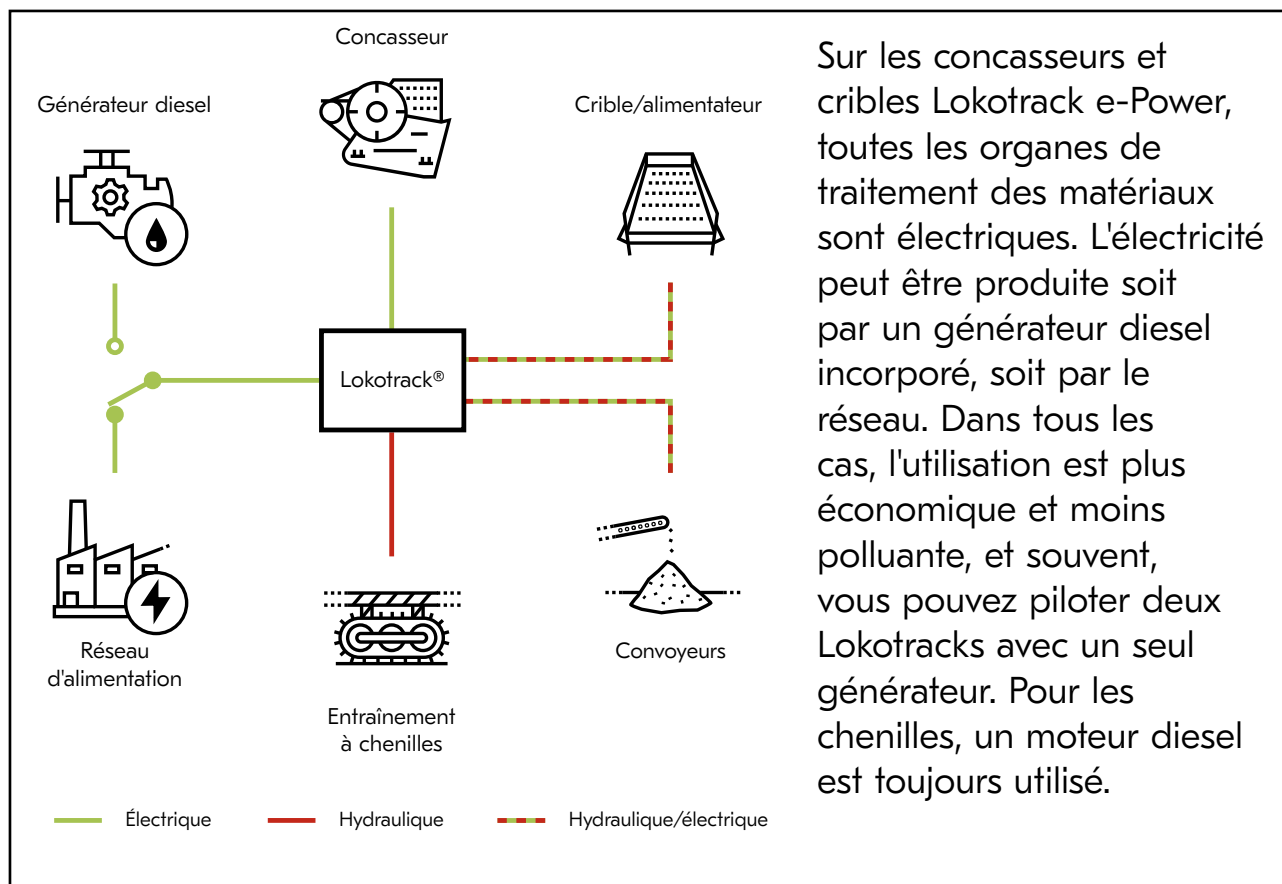 Concasseur
Générateur diesel
Crible/alimentateur
Lokotrack®
Réseau
d'alimentation
Entraînement
à chenilles
Convoyeurs
Électrique
Hydraulique
Hydraulique/électrique
Sur les concasseurs et
cribles Lokotrack e-Power,
toutes les organes de
traitement des matériaux
sont électriques. L'électricité
peut être produite soit
par un générateur diesel
incorporé, soit par le
réseau. Dans tous les
cas, l'utilisation est plus
économique et moins
polluante, et souvent,
vous pouvez piloter deux
Lokotracks avec un seul
générateur. Pour les
chenilles, un moteur diesel
est toujours utilisé.